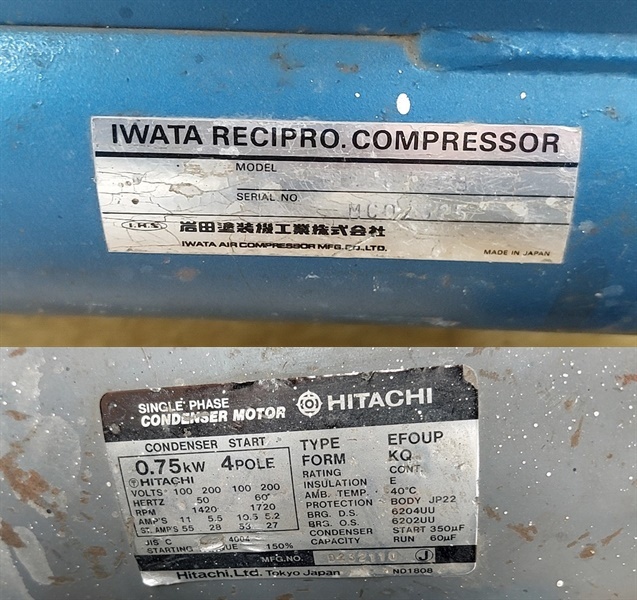 IWATA RECIPRO. COMPRESSOR
MODEL
SERIAL NO.
I.H.S 岩田塗装機工業株式会社
IWATA AIR COMPRESSOR MFG.CO.,LTD.
MADE IN JAPAN
SINGLE PHASE
CONDENSER MOTOR HITACHI
CONDENSER START
0.75kW 4POLE
HITACHI
VOLTS 100 200 100 200
HERTZ 50 60
RPM 1420 1720
AMP'S 11 5.5 10.5 5.2
ST. AMP'S 55 28 53 27
JIS C 4004
STARTING 150%
TYPE EFOUP
FORM KQ
RATING CONT.
INSULATION E
AMB. TEMP. 40°C
PROTECTION BODY JP22
BRG. D.S. 6204UU
BRG. O.S. 6202UU
CONDENSER START 350µF
CAPACITY RUN 60µF
MFG.NO. J
Hitachi, Ltd. Tokyo Japan ND1808